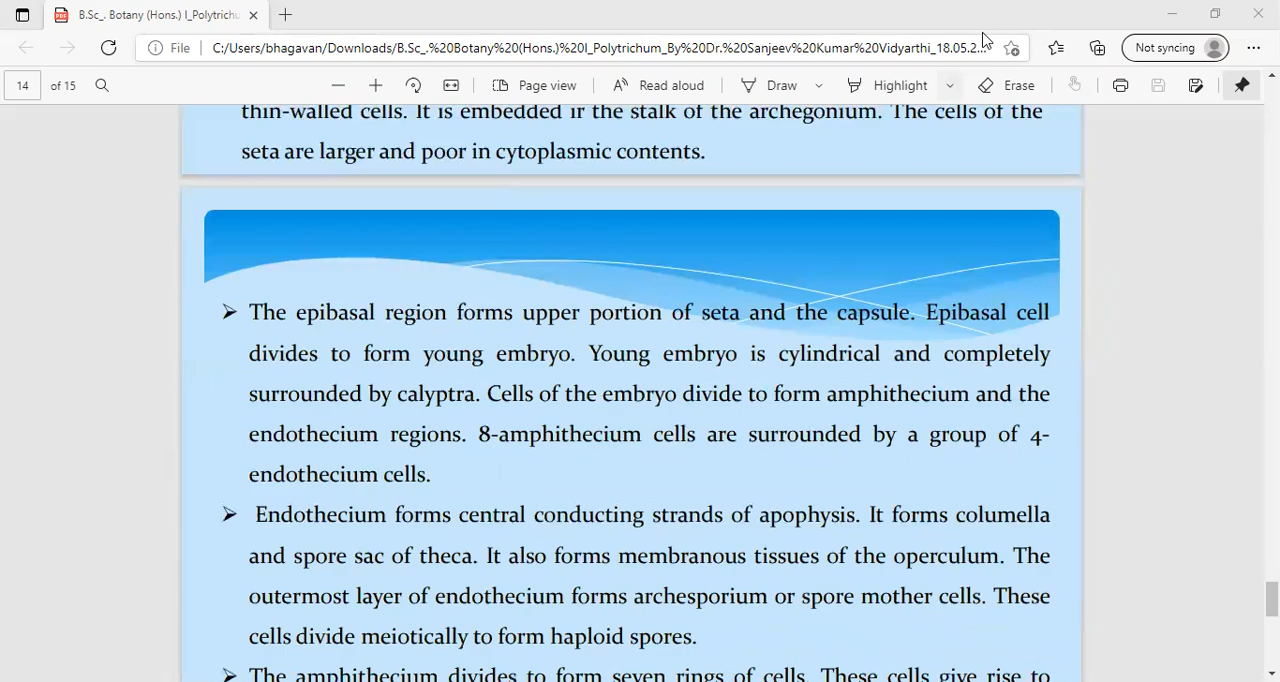 B.Sc_. Botany (Hons.) I_Polytrichu
File C:/Users/bhagavan/Downloads/B.Sc_.%20Botany%20(Hons.)%20I_Polytrichum_By%20Dr.%20Sanjeev%20Kumar%20Vidyarthi_18.05.2... Not syncing
14 of 15 Page view Read aloud Draw Highlight Erase
thin-walled cells. It is embedded ir the stalk of the archegonium. The cells of the
seta are larger and poor in cytoplasmic contents.
➢ The epibasal region forms upper portion of seta and the capsule. Epibasal cell
divides to form young embryo. Young embryo is cylindrical and completely
surrounded by calyptra. Cells of the embryo divide to form amphithecium and the
endothecium regions. 8-amphithecium cells are surrounded by a group of 4-
endothecium cells.
➢ Endothecium forms central conducting strands of apophysis. It forms columella
and spore sac of theca. It also forms membranous tissues of the operculum. The
outermost layer of endothecium forms archesporium or spore mother cells. These
cells divide meiotically to form haploid spores.
➢ The amphithecium divides to form seven rings of cells. These cells give rise to